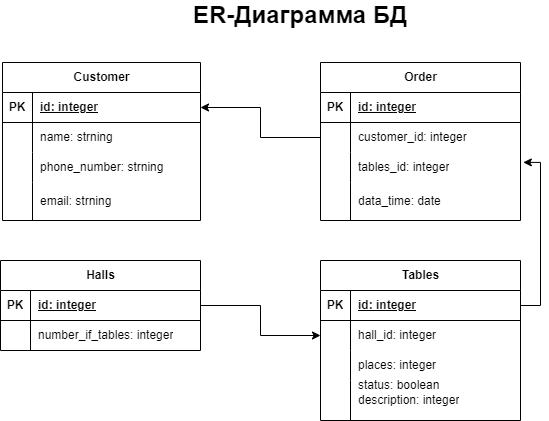 ER-Диаграмма БД
Customer
PK id: integer
name: strning
phone_number: strning
email: strning
Order
PK id: integer
customer_id: integer
tables_id: integer
data_time: date
Halls
PK id: integer
number_if_tables: integer
Tables
PK id: integer
hall_id: integer
places: integer
status: boolean
description: integer